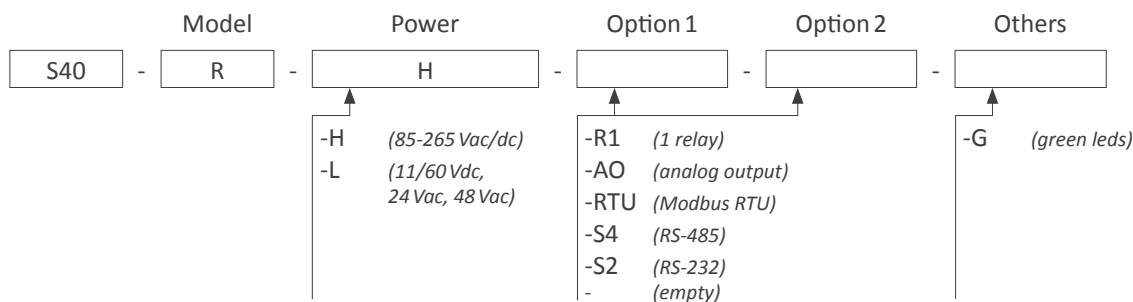 Model Power Option 1 Option 2 Others
S40 - R - H - - -
-H (85-265 Vac/dc) -R1 (1 relay) -G (green leds)
-L (11/60 Vdc, -AO (analog output)
24 Vac, 48 Vac) -RTU (Modbus RTU)
-S4 (RS-485)
-S2 (RS-232)
- (empty)